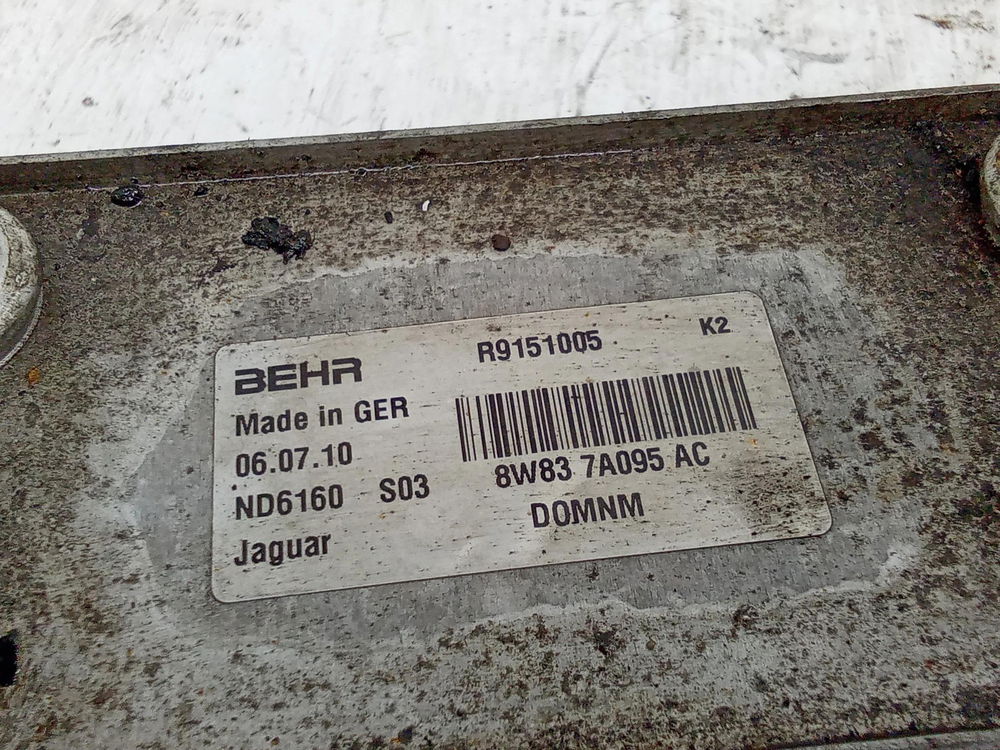 BEHR R9151005 K2
Made in GER
06.07.10
ND6160 S03 8W83 7A095 AC
Jaguar DOMNM